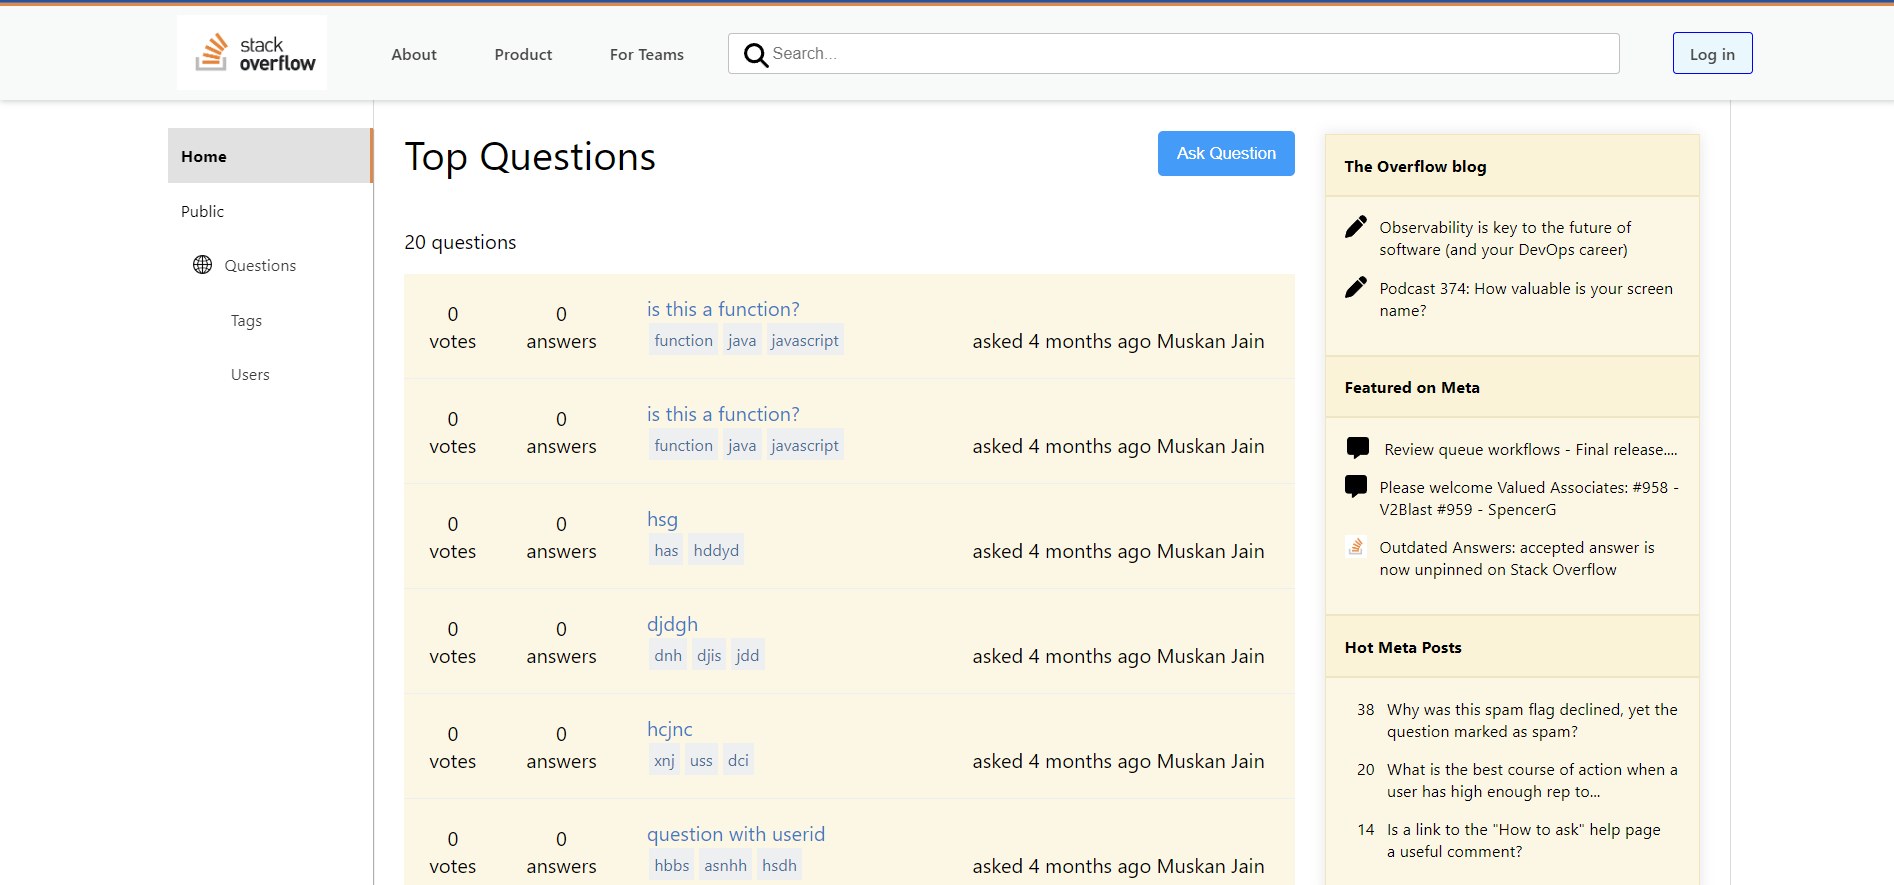 stack
overflow
About
Product
For Teams
Search...
Log in
Home
Public
Questions
Tags
Users
Top Questions
Ask Question
20 questions
0
votes
0
answers
is this a function?
function java javascript
asked 4 months ago Muskan Jain
0
votes
0
answers
is this a function?
function java javascript
asked 4 months ago Muskan Jain
0
votes
0
answers
hsg
has hddyd
asked 4 months ago Muskan Jain
0
votes
0
answers
djdgh
dnh djis jdd
asked 4 months ago Muskan Jain
0
votes
0
answers
hcjnc
xnj uss dci
asked 4 months ago Muskan Jain
0
votes
0
answers
question with userid
hbbs asnhh hsdh
asked 4 months ago Muskan Jain
The Overflow blog
Observability is key to the future of
software (and your DevOps career)
Podcast 374: How valuable is your screen
name?
Featured on Meta
Review queue workflows - Final release....
Please welcome Valued Associates: #958 -
V2Blast #959 - SpencerG
Outdated Answers: accepted answer is
now unpinned on Stack Overflow
Hot Meta Posts
38 Why was this spam flag declined, yet the
question marked as spam?
20 What is the best course of action when a
user has high enough rep to...
14 Is a link to the "How to ask" help page
a useful comment?